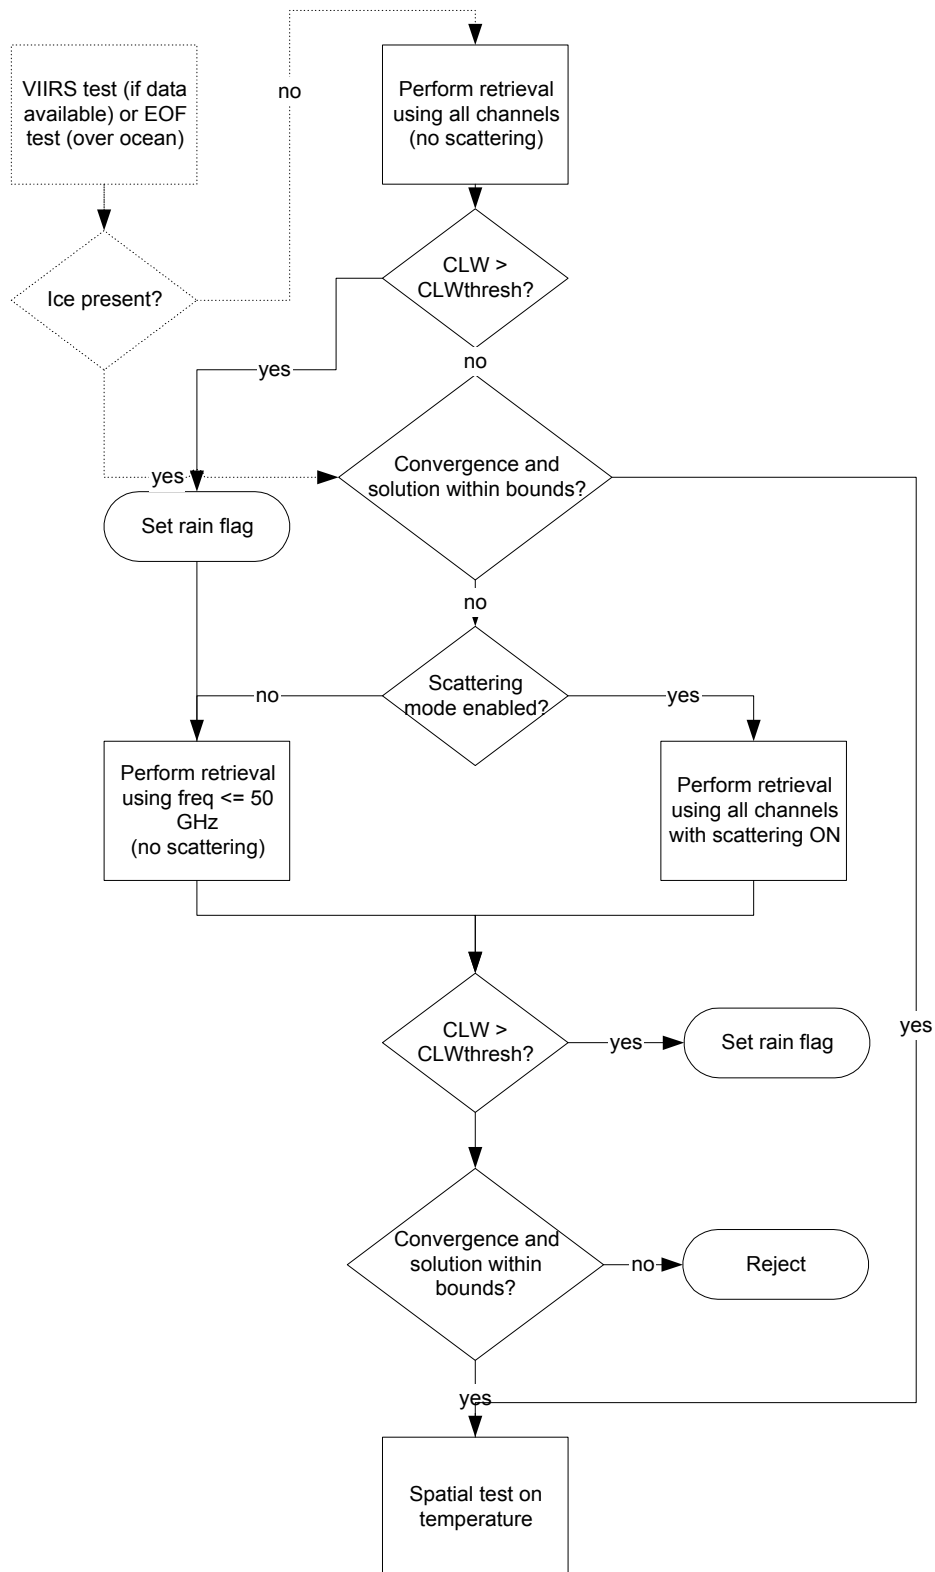 VIIRS test (if data
available) or EOF
test (over ocean)
no
Perform retrieval
using all channels
(no scattering)
Ice present?
CLW >
CLWthresh?
no
yes
yes
Convergence and
solution within bounds?
Set rain flag
no
Scattering
mode enabled?
no
yes
Perform retrieval
using freq <= 50
GHz
(no scattering)
Perform retrieval
using all channels
with scattering ON
CLW >
CLWthresh?
yes
Set rain flag
yes
Convergence and
solution within
bounds?
no
Reject
yes
Spatial test on
temperature